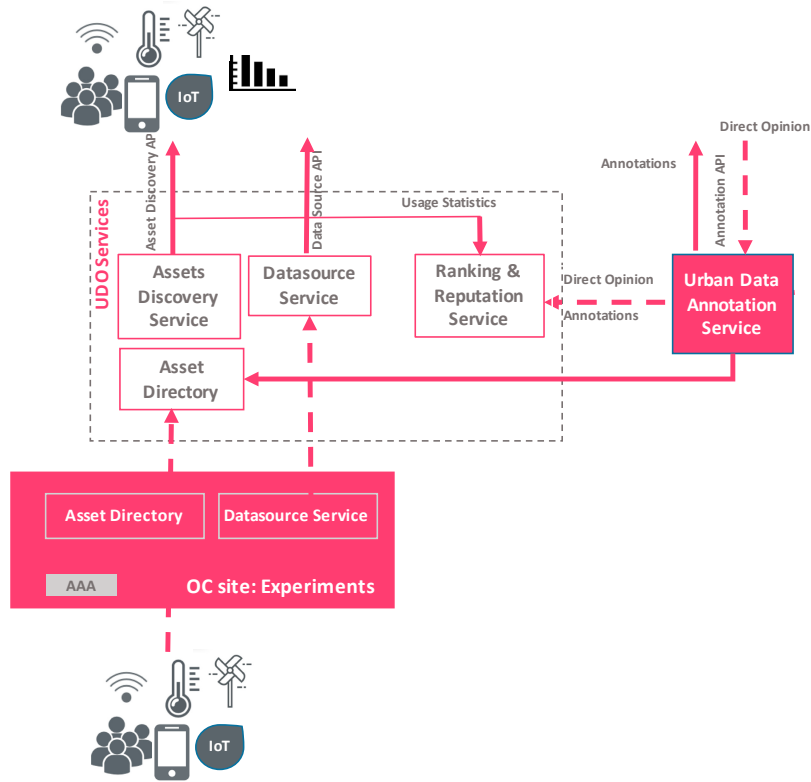 IoT
Direct Opinion
Annotations
Asset Discovery AP
Data Source API
Annotation API
UDO Services
Usage Statistics
Assets
Discovery
Service
Datasource
Service
Ranking &
Reputation
Service
Direct Opinion
Annotations
Urban Data
Annotation
Service
Asset
Directory
Asset Directory
Datasource Service
AAA
OC site: Experiments
IoT